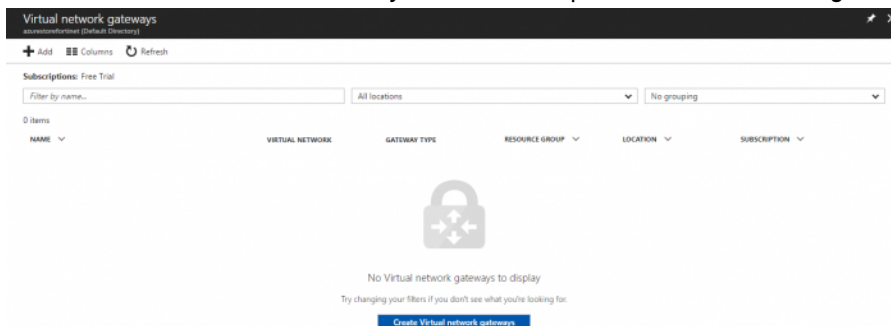 Virtual network gateways
azurestorefortinet (Default Directory)
Add Columns Refresh
Subscriptions: Free Trial
Filter by name... All locations No grouping
0 items
NAME VIRTUAL NETWORK GATEWAY TYPE RESOURCE GROUP LOCATION SUBSCRIPTION
No Virtual network gateways to display
Try changing your filters if you don't see what you're looking for.
Create Virtual network gateways